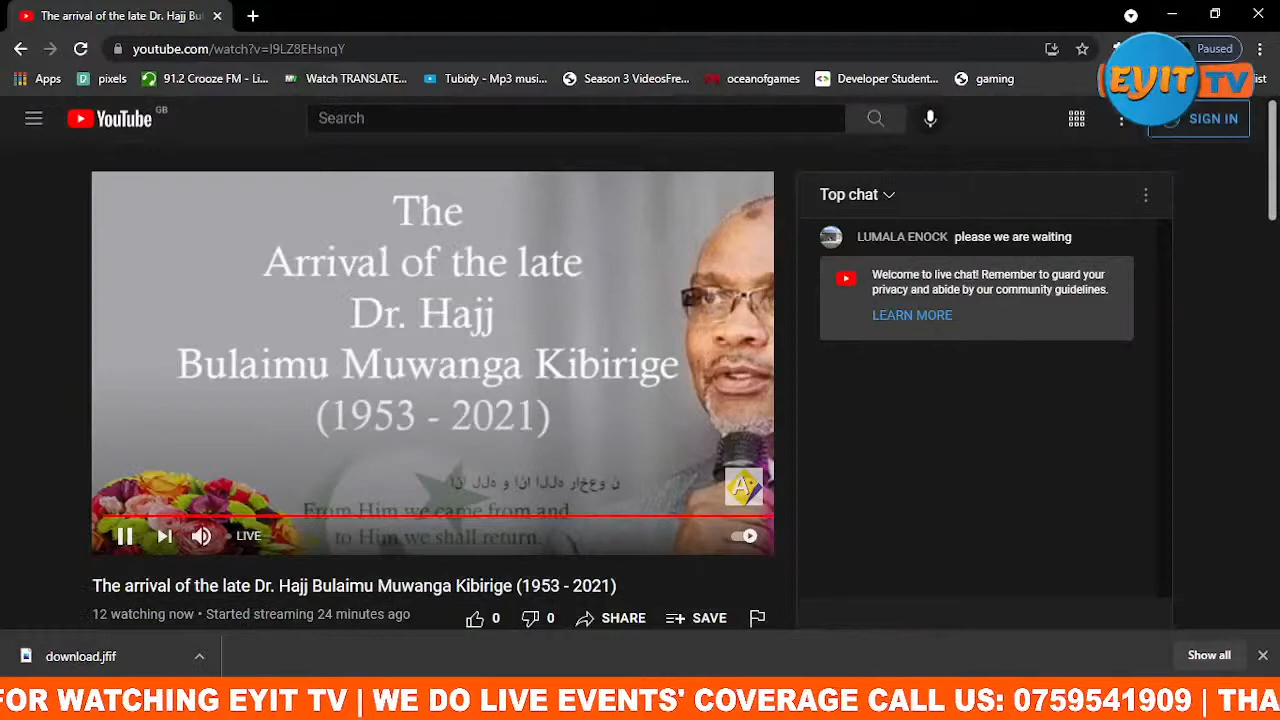 The arrival of the late Dr. Hajj Bul
youtube.com/watch?v=l9LZ8EHsnqY
Paused
Apps
pixels
91.2 Crooze FM - Li...
Watch TRANSLATE...
Tubidy - Mp3 musi...
Season 3 VideosFre...
oceanofgames
Developer Student...
gaming
list
EYIT TV
YouTube GB
Search
SIGN IN
The
Arrival of the late
Dr. Hajj
Bulaimu Muwanga Kibirige
(1953 - 2021)
From Him we came from and
to Him we shall return.
LIVE
Top chat
LUMALA ENOCK please we are waiting
Welcome to live chat! Remember to guard your
privacy and abide by our community guidelines.
LEARN MORE
The arrival of the late Dr. Hajj Bulaimu Muwanga Kibirige (1953 - 2021)
12 watching now • Started streaming 24 minutes ago
0
0
SHARE
SAVE
download.jfif
Show all
FOR WATCHING EYIT TV | WE DO LIVE EVENTS' COVERAGE CALL US: 0759541909 | THA